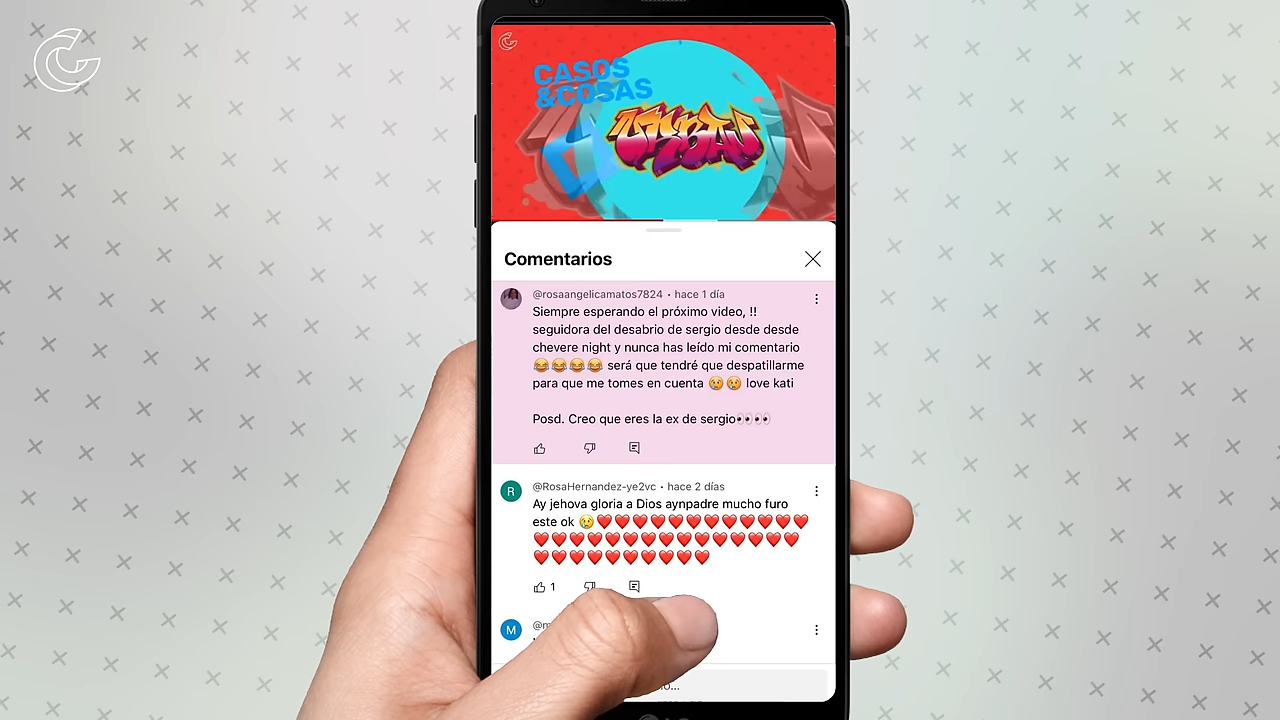 CASOS
&COSAS
URBAN
Comentarios
@rosaangelicamatos7824 • hace 1 día
Siempre esperando el próximo video, !!
seguidora del desabrio de sergio desde desde
chevere night y nunca has leído mi comentario
😂😂😂😂 será que tendré que despatillarme
para que me tomes en cuenta 😢😢 love kati
Posd. Creo que eres la ex de sergio👀👀
R
@RosaHernandez-ye2vc • hace 2 días
Ay jehova gloria a Dios aynpadre mucho furo
este ok 😢❤️❤️❤️❤️❤️❤️❤️❤️❤️❤️❤️❤️
❤️❤️❤️❤️❤️❤️❤️❤️❤️❤️❤️❤️❤️❤️❤️
❤️❤️❤️❤️❤️❤️❤️❤️❤️❤️
1
M